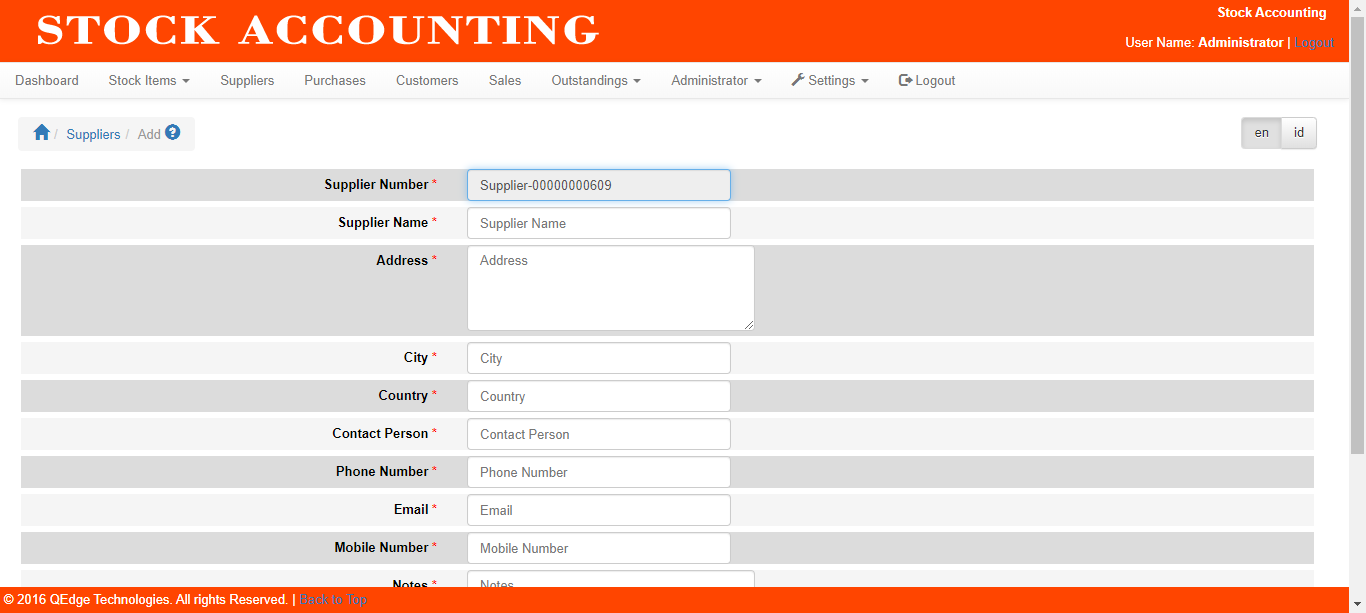 STOCK ACCOUNTING
Stock Accounting
User Name: Administrator | Logout
Dashboard Stock Items Suppliers Purchases Customers Sales Outstandings Administrator Settings Logout
/ Suppliers / Add ?
en id
Supplier Number * Supplier-00000000609
Supplier Name * Supplier Name
Address * Address
City * City
Country * Country
Contact Person * Contact Person
Phone Number * Phone Number
Email * Email
Mobile Number * Mobile Number
Notes * Notes
© 2016 QEdge Technologies. All rights Reserved. | Back to Top